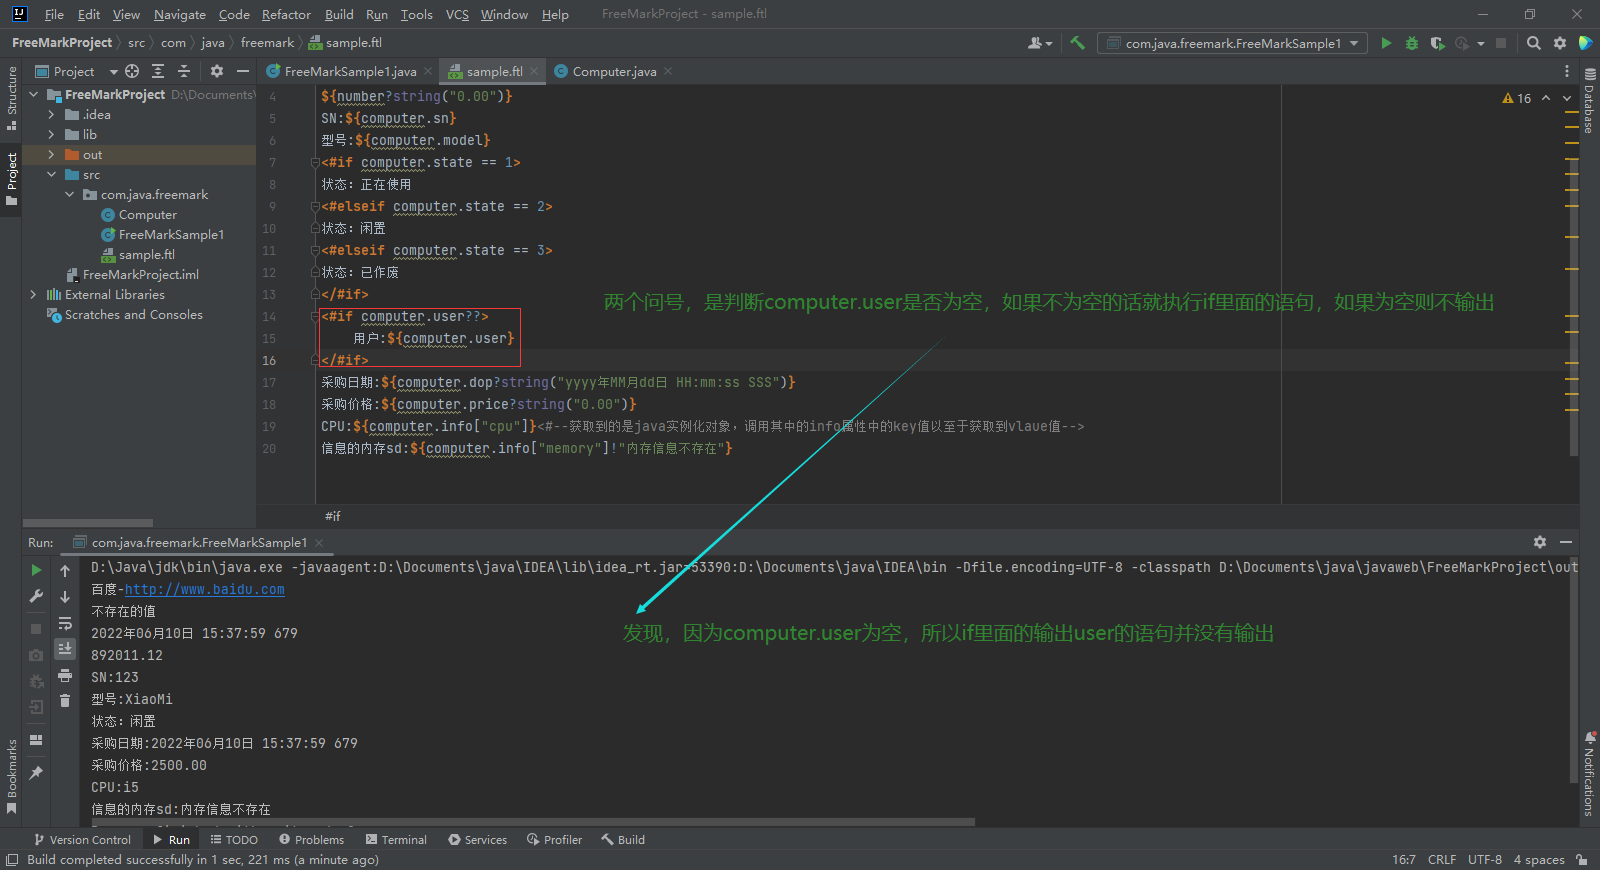 File Edit View Navigate Code Refactor Build Run Tools VCS Window Help FreeMarkProject - sample.ftl
FreeMarkProject src com java freemark sample.ftl
com.java.freemark.FreeMarkSample1
Structure
Project
Bookmarks
Project
FreeMarkProject D:\Documents\
.idea
lib
out
src
com.java.freemark
Computer
FreeMarkSample1
sample.ftl
FreeMarkProject.iml
External Libraries
Scratches and Consoles
FreeMarkSample1.java sample.ftl Computer.java
16
4 ${number?string("0.00")}
5 SN:${computer.sn}
6 型号:${computer.model}
7 <#if computer.state == 1>
8 状态: 正在使用
9 <#elseif computer.state == 2>
10 状态: 闲置
11 <#elseif computer.state == 3>
12 状态: 已作废
13 </#if>
两个问号，是判断computer.user是否为空，如果不为空的话就执行if里面的语句，如果为空则不输出
14 <#if computer.user??>
15 用户:${computer.user}
16 </#if>
17 采购日期:${computer.dop?string("yyyy年MM月dd日 HH:mm:ss SSS")}
18 采购价格:${computer.price?string("0.00")}
19 CPU:${computer.info["cpu"]}<#--获取到的是java实例化对象，调用其中的info属性中的key值以至于获取到vlaue值-->
20 信息的内存sd:${computer.info["memory"]!"内存信息不存在"}
#if
Database
Notifications
Run: com.java.freemark.FreeMarkSample1
D:\Java\jdk\bin\java.exe -javaagent:D:\Documents\java\IDEA\lib\idea_rt.jar=53390:D:\Documents\java\IDEA\bin -Dfile.encoding=UTF-8 -classpath D:\Documents\java\javaweb\FreeMarkProject\out
百度-http://www.baidu.com
不存在的值
2022年06月10日 15:37:59 679
发现，因为computer.user为空，所以if里面的输出user的语句并没有输出
892011.12
SN:123
型号:XiaoMi
状态: 闲置
采购日期:2022年06月10日 15:37:59 679
采购价格:2500.00
CPU:i5
信息的内存sd:内存信息不存在
Version Control Run TODO Problems Terminal Services Profiler Build
Build completed successfully in 1 sec, 221 ms (a minute ago)
16:7 CRLF UTF-8 4 spaces